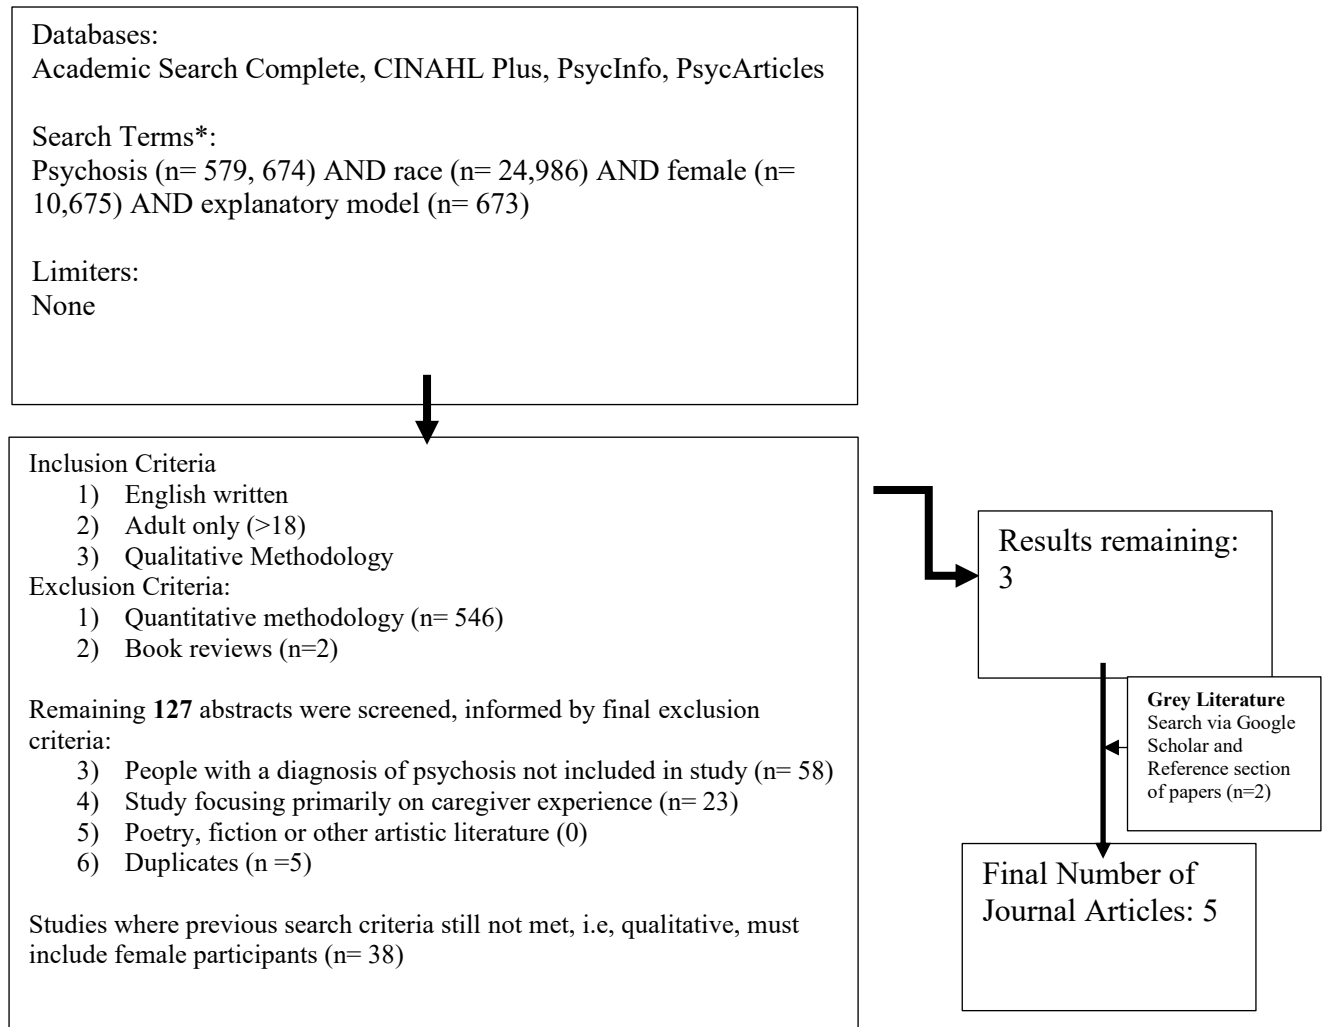 Databases:
Academic Search Complete, CINAHL Plus, PsycInfo, PsycArticles
Search Terms*:
Psychosis (n= 579, 674) AND race (n= 24,986) AND female (n=
10,675) AND explanatory model (n= 673)
Limiters:
None
Inclusion Criteria
1) English written
2) Adult only (>18)
3) Qualitative Methodology
Exclusion Criteria:
1) Quantitative methodology (n= 546)
2) Book reviews (n=2)
Remaining 127 abstracts were screened, informed by final exclusion
criteria:
3) People with a diagnosis of psychosis not included in study (n= 58)
4) Study focusing primarily on caregiver experience (n= 23)
5) Poetry, fiction or other artistic literature (0)
6) Duplicates (n =5)
Studies where previous search criteria still not met, i.e, qualitative, must
include female participants (n= 38)
Results remaining:
3
Grey Literature
Search via Google
Scholar and
Reference section
of papers (n=2)
Final Number of
Journal Articles: 5